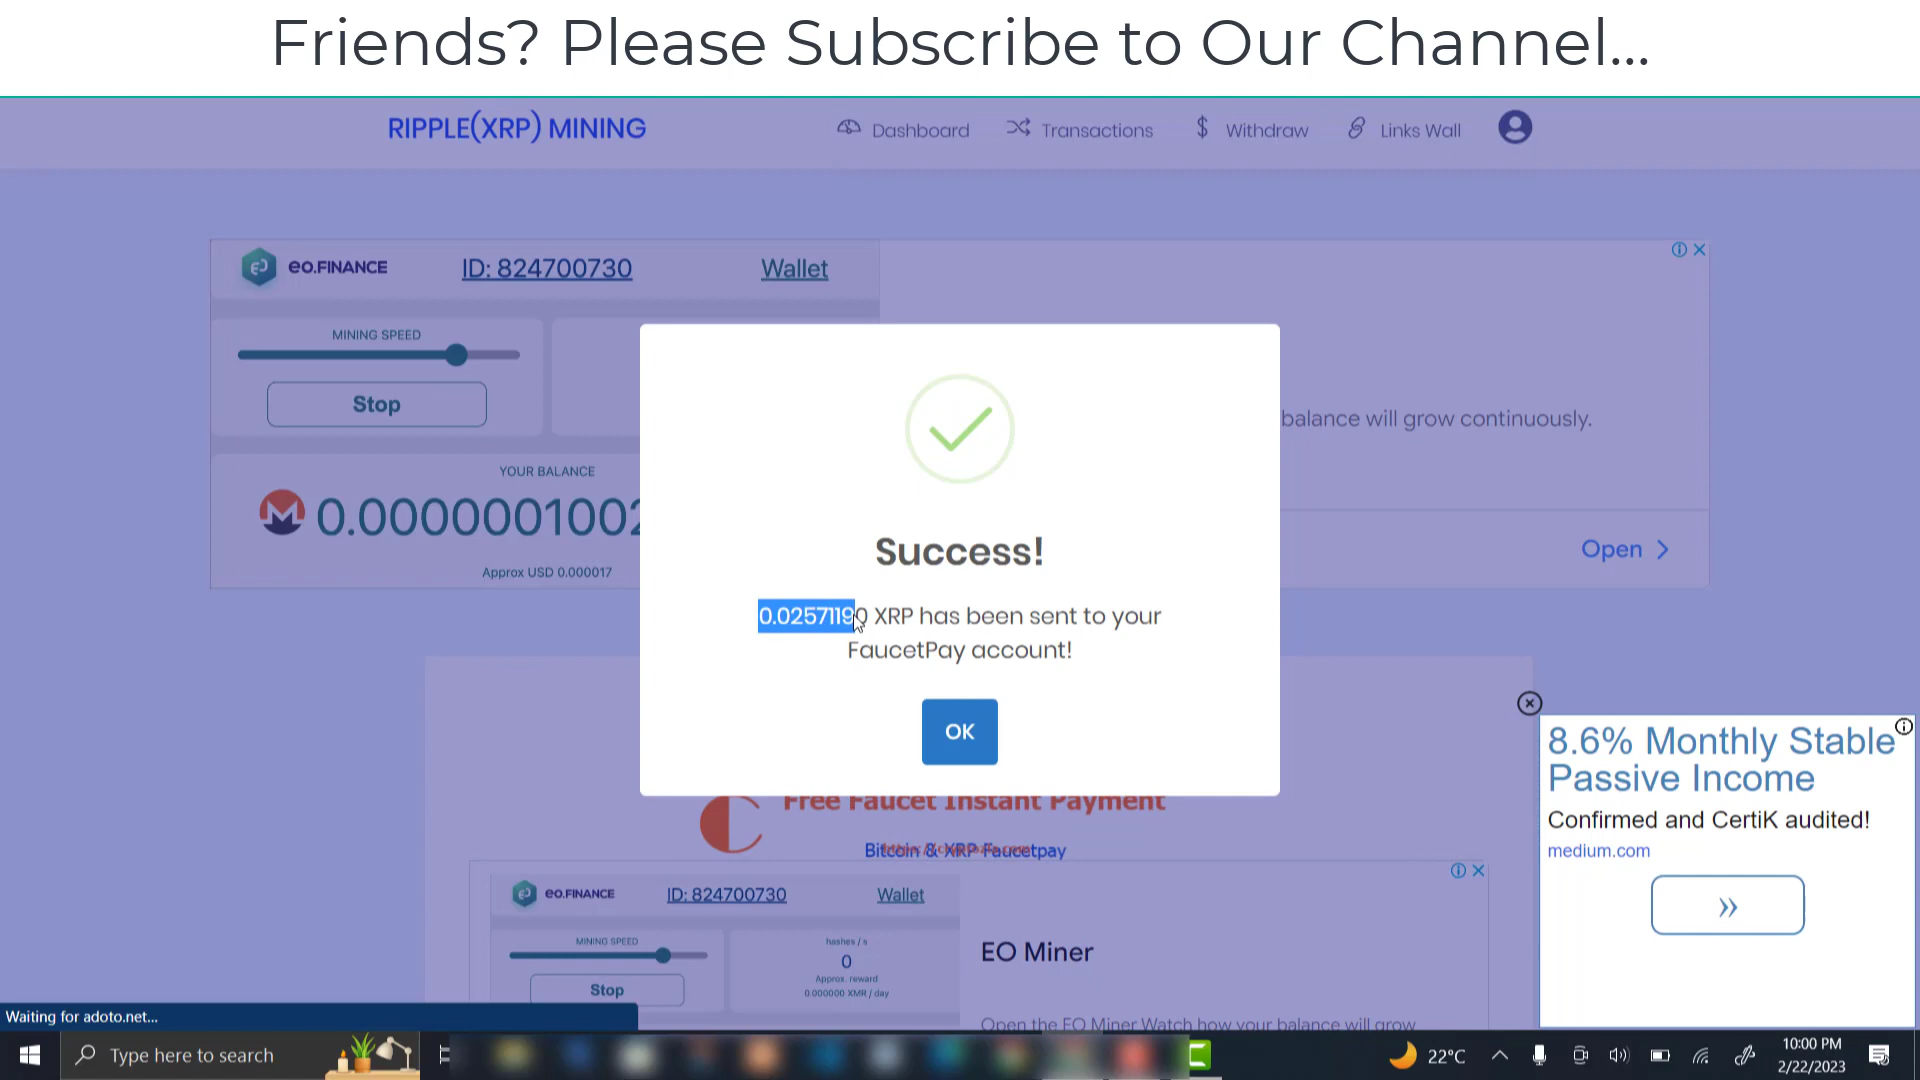 Friends? Please Subscribe to Our Channel...
RIPPLE(XRP) MINING
Dashboard
Transactions
Withdraw
Links Wall
eo.FINANCE
ID: 824700730
Wallet
MINING SPEED
Stop
YOUR BALANCE
0.0000001002
Approx USD 0.000017
balance will grow continuously.
Open
Success!
0.02571190 XRP has been sent to your
FaucetPay account!
OK
Free Faucet Instant Payment
Bitcoin & XRP Faucetpay
eo.FINANCE
ID: 824700730
Wallet
MINING SPEED
Stop
hashes / s
0
Approx. reward
0.000000 XMR / day
EO Miner
Open the EO Miner Watch how your balance will grow
8.6% Monthly Stable
Passive Income
Confirmed and CertiK audited!
medium.com
Waiting for adoto.net...
Type here to search
22°C
10:00 PM
2/22/2023